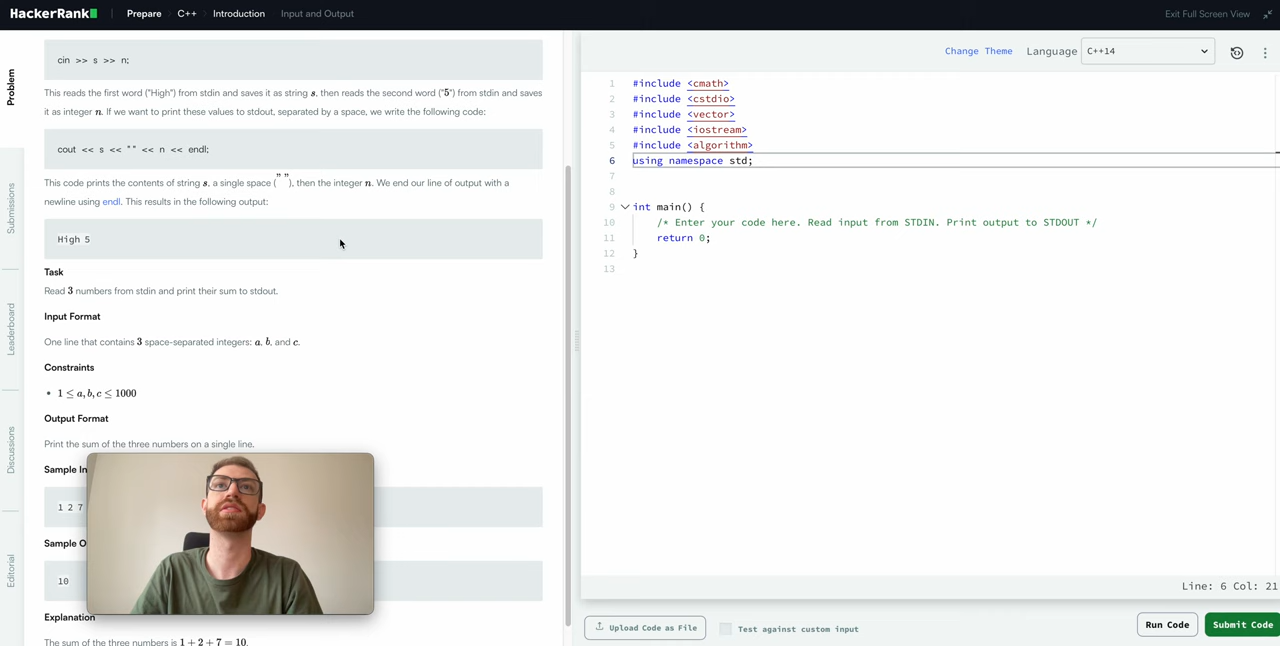 HackerRank
Prepare
C++
Introduction
Input and Output
Exit Full Screen View
Problem
Submissions
Leaderboard
Discussions
Editorial
cin >> s >> n;
This reads the first word ("High") from stdin and saves it as string s, then reads the second word ("5") from stdin and saves
it as integer n. If we want to print these values to stdout, separated by a space, we write the following code:
cout << s << "" << n << endl;
This code prints the contents of string s, a single space (" "), then the integer n. We end our line of output with a
newline using endl. This results in the following output:
High 5
Task
Read 3 numbers from stdin and print their sum to stdout.
Input Format
One line that contains 3 space-separated integers: a, b, and c.
Constraints
• 1 ≤ a, b, c ≤ 1000
Output Format
Print the sum of the three numbers on a single line.
Sample
1 2 7
Sample
10
Explanation
The sum of the three numbers is 1 + 2 + 7 = 10.
Change Theme
Language
C++14
1 #include <cmath>
2 #include <cstdio>
3 #include <vector>
4 #include <iostream>
5 #include <algorithm>
6 using namespace std;
7
8
9 int main() {
10 /* Enter your code here. Read input from STDIN. Print output to STDOUT */
11 return 0;
12 }
13
Line: 6 Col: 21
Upload Code as File
Test against custom input
Run Code
Submit Code